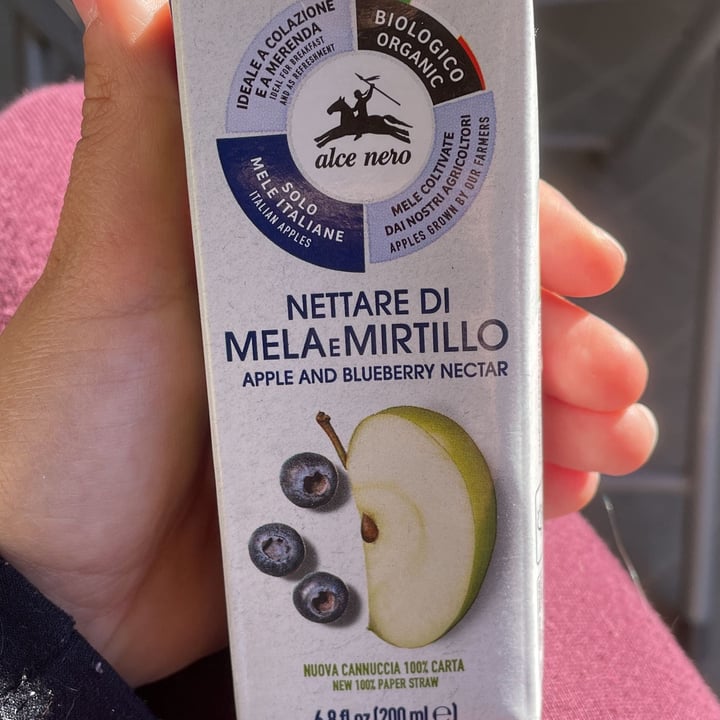 IDEALE A COLAZIONE
E A MERENDA
IDEAL FOR BREAKFAST
AND AS REFRESHMENT
BIOLOGICO
ORGANIC
alce nero
SOLO
MELE ITALIANE
ITALIAN APPLES
MELE COLTIVATE
DAI NOSTRI AGRICOLTORI
APPLES GROWN BY OUR FARMERS
NETTARE DI
MELA E MIRTILLO
APPLE AND BLUEBERRY NECTAR
NUOVA CANNUCCIA 100% CARTA
NEW 100% PAPER STRAW
6.8 fl oz (200 ml ℮)